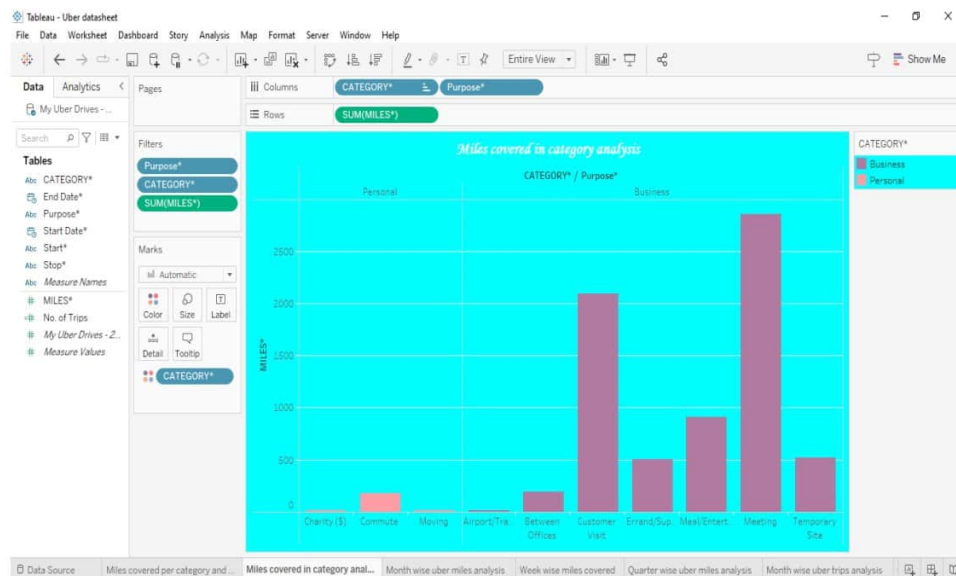 Tableau - Uber datasheet
File Data Worksheet Dashboard Story Analysis Map Format Server Window Help
Entire View
Show Me
Data Analytics
My Uber Drives - ...
Search
Tables
Abc CATEGORY*
End Date*
Abc Purpose*
Start Date*
Abc Start*
Abc Stop*
Abc Measure Names
# MILES*
=# No. of Trips
# My Uber Drives - 2...
# Measure Values
Pages
Filters
Purpose*
CATEGORY*
SUM(MILES*)
Marks
Automatic
Color Size Label
Detail Tooltip
CATEGORY*
Columns CATEGORY* Purpose*
Rows SUM(MILES*)
Miles covered in category analysis
CATEGORY* / Purpose*
Personal Business
MILES*
2500
2000
1500
1000
500
0
Charity ($) Commute Moving Airport/Tra... Between Customer Errand/Sup.. Meal/Entert.. Meeting Temporary
Offices Visit Site
CATEGORY*
Business
Personal
Data Source Miles covered per category and ... Miles covered in category anal... Month wise uber miles analysis Week wise miles covered Quarter wise uber miles analysis Month wise uber trips analysis